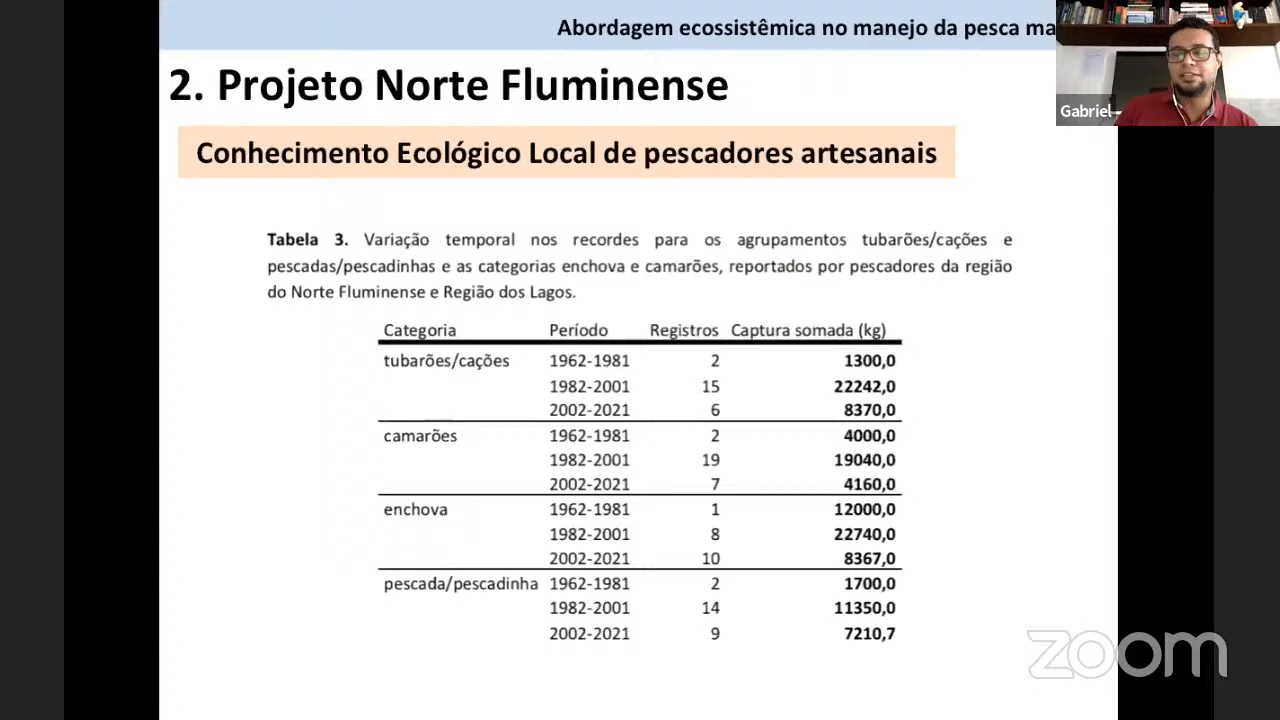 Abordagem ecossistêmica no manejo da pesca ma
2. Projeto Norte Fluminense
Gabriel
Conhecimento Ecológico Local de pescadores artesanais
Tabela 3. Variação temporal nos recordes para os agrupamentos tubarões/cações e
pescadas/pescadinhas e as categorias enchova e camarões, reportados por pescadores da região
do Norte Fluminense e Região dos Lagos.
Categoria Período Registros Captura somada (kg)
tubarões/cações 1962-1981 2 1300,0
1982-2001 15 22242,0
2002-2021 6 8370,0
camarões 1962-1981 2 4000,0
1982-2001 19 19040,0
2002-2021 7 4160,0
enchova 1962-1981 1 12000,0
1982-2001 8 22740,0
2002-2021 10 8367,0
pescada/pescadinha 1962-1981 2 1700,0
1982-2001 14 11350,0
2002-2021 9 7210,7
zoom